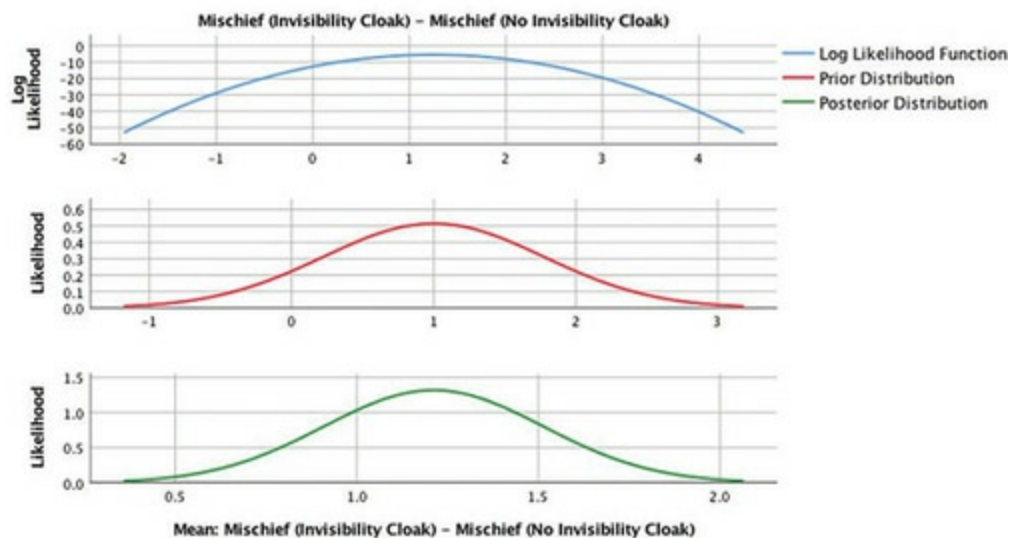 Mischief (Invisibility Cloak) – Mischief (No Invisibility Cloak)
Log Likelihood
0
-10
-20
-30
-40
-50
-60
-2 -1 0 1 2 3 4
Log Likelihood Function
Prior Distribution
Posterior Distribution
Likelihood
0.6
0.5
0.4
0.3
0.2
0.1
0.0
-1 0 1 2 3
Likelihood
1.5
1.0
0.5
0.0
0.5 1.0 1.5 2.0
Mean: Mischief (Invisibility Cloak) – Mischief (No Invisibility Cloak)